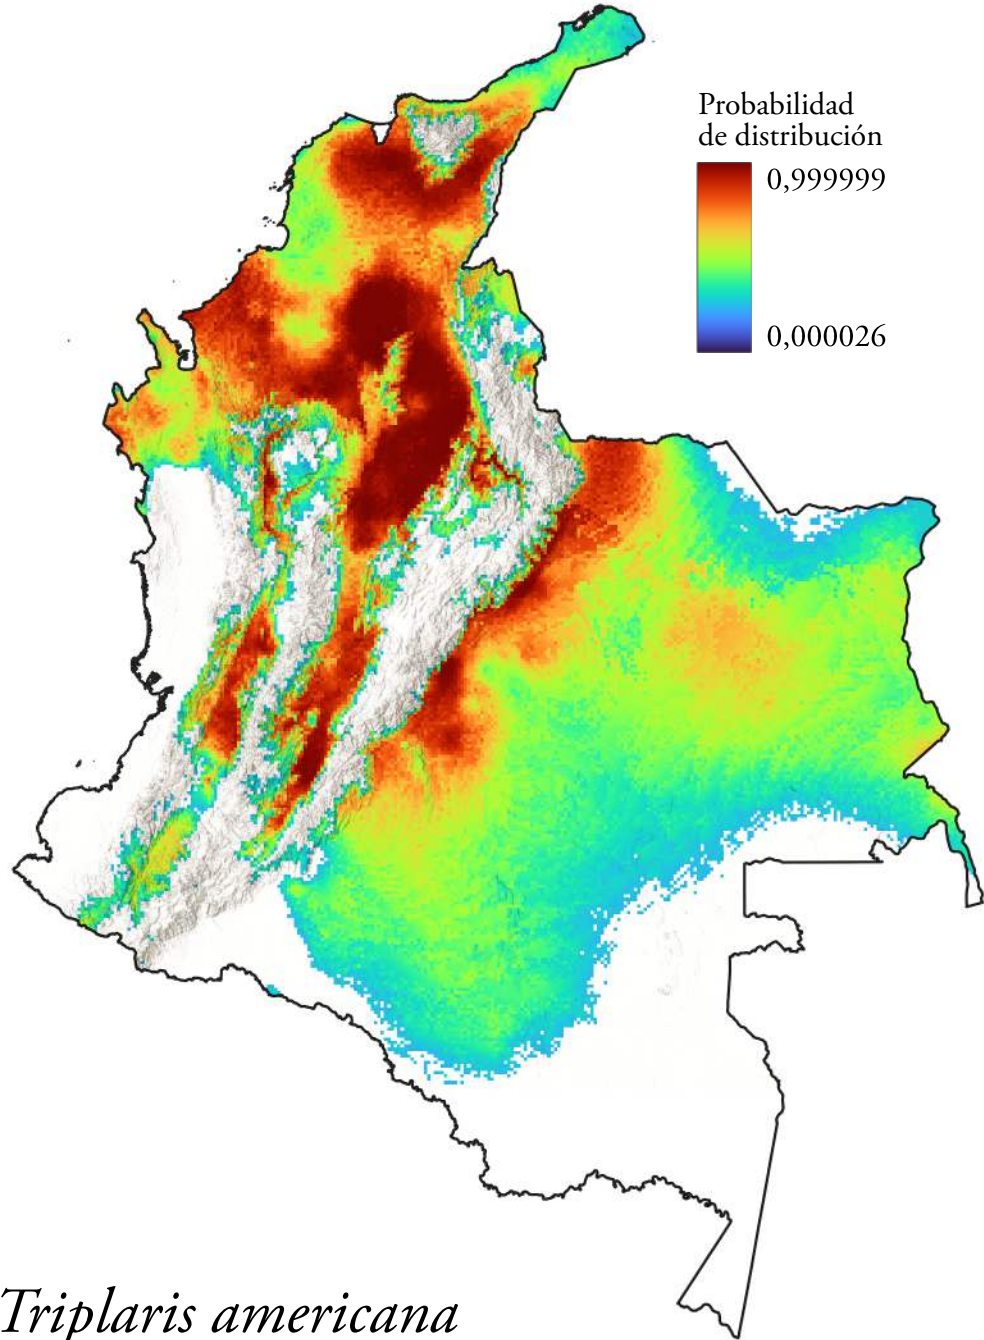 Probabilidad
de distribución
0,999999
0,000026
Triplaris americana